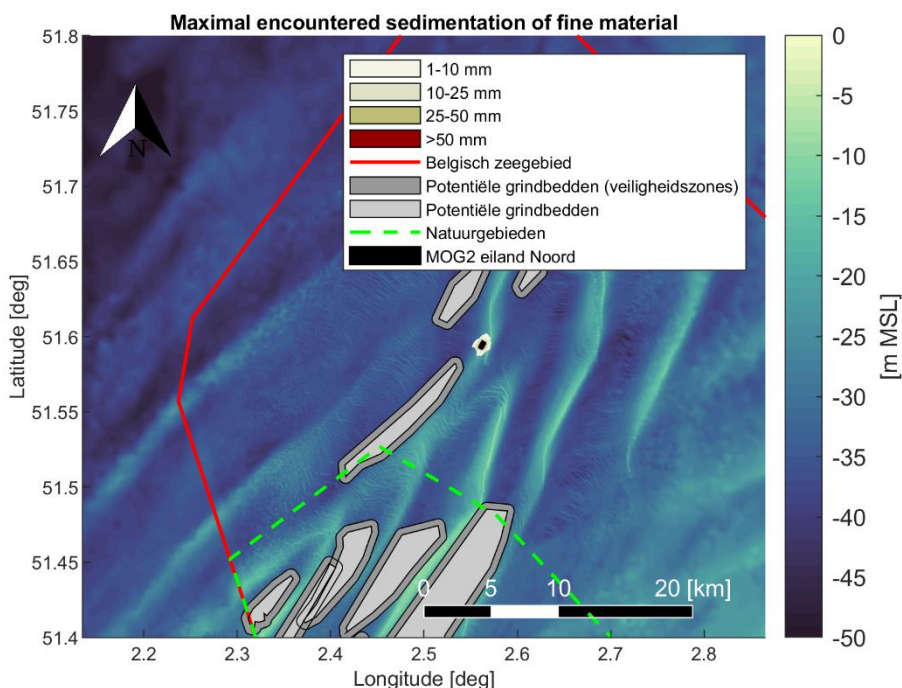 Maximal encountered sedimentation of fine material
51.8
51.75
51.7
51.65
51.6
51.55
51.5
51.45
51.4
Latitude [deg]
N
1-10 mm
10-25 mm
25-50 mm
>50 mm
Belgisch zeegebied
Potentiële grindbedden (veiligheidszones)
Potentiële grindbedden
Natuurgebieden
MOG2 eiland Noord
0 5 10 20 [km]
2.2 2.3 2.4 2.5 2.6 2.7 2.8
Longitude [deg]
0
-5
-10
-15
-20
-25
-30
-35
-40
-45
-50
[m MSL]